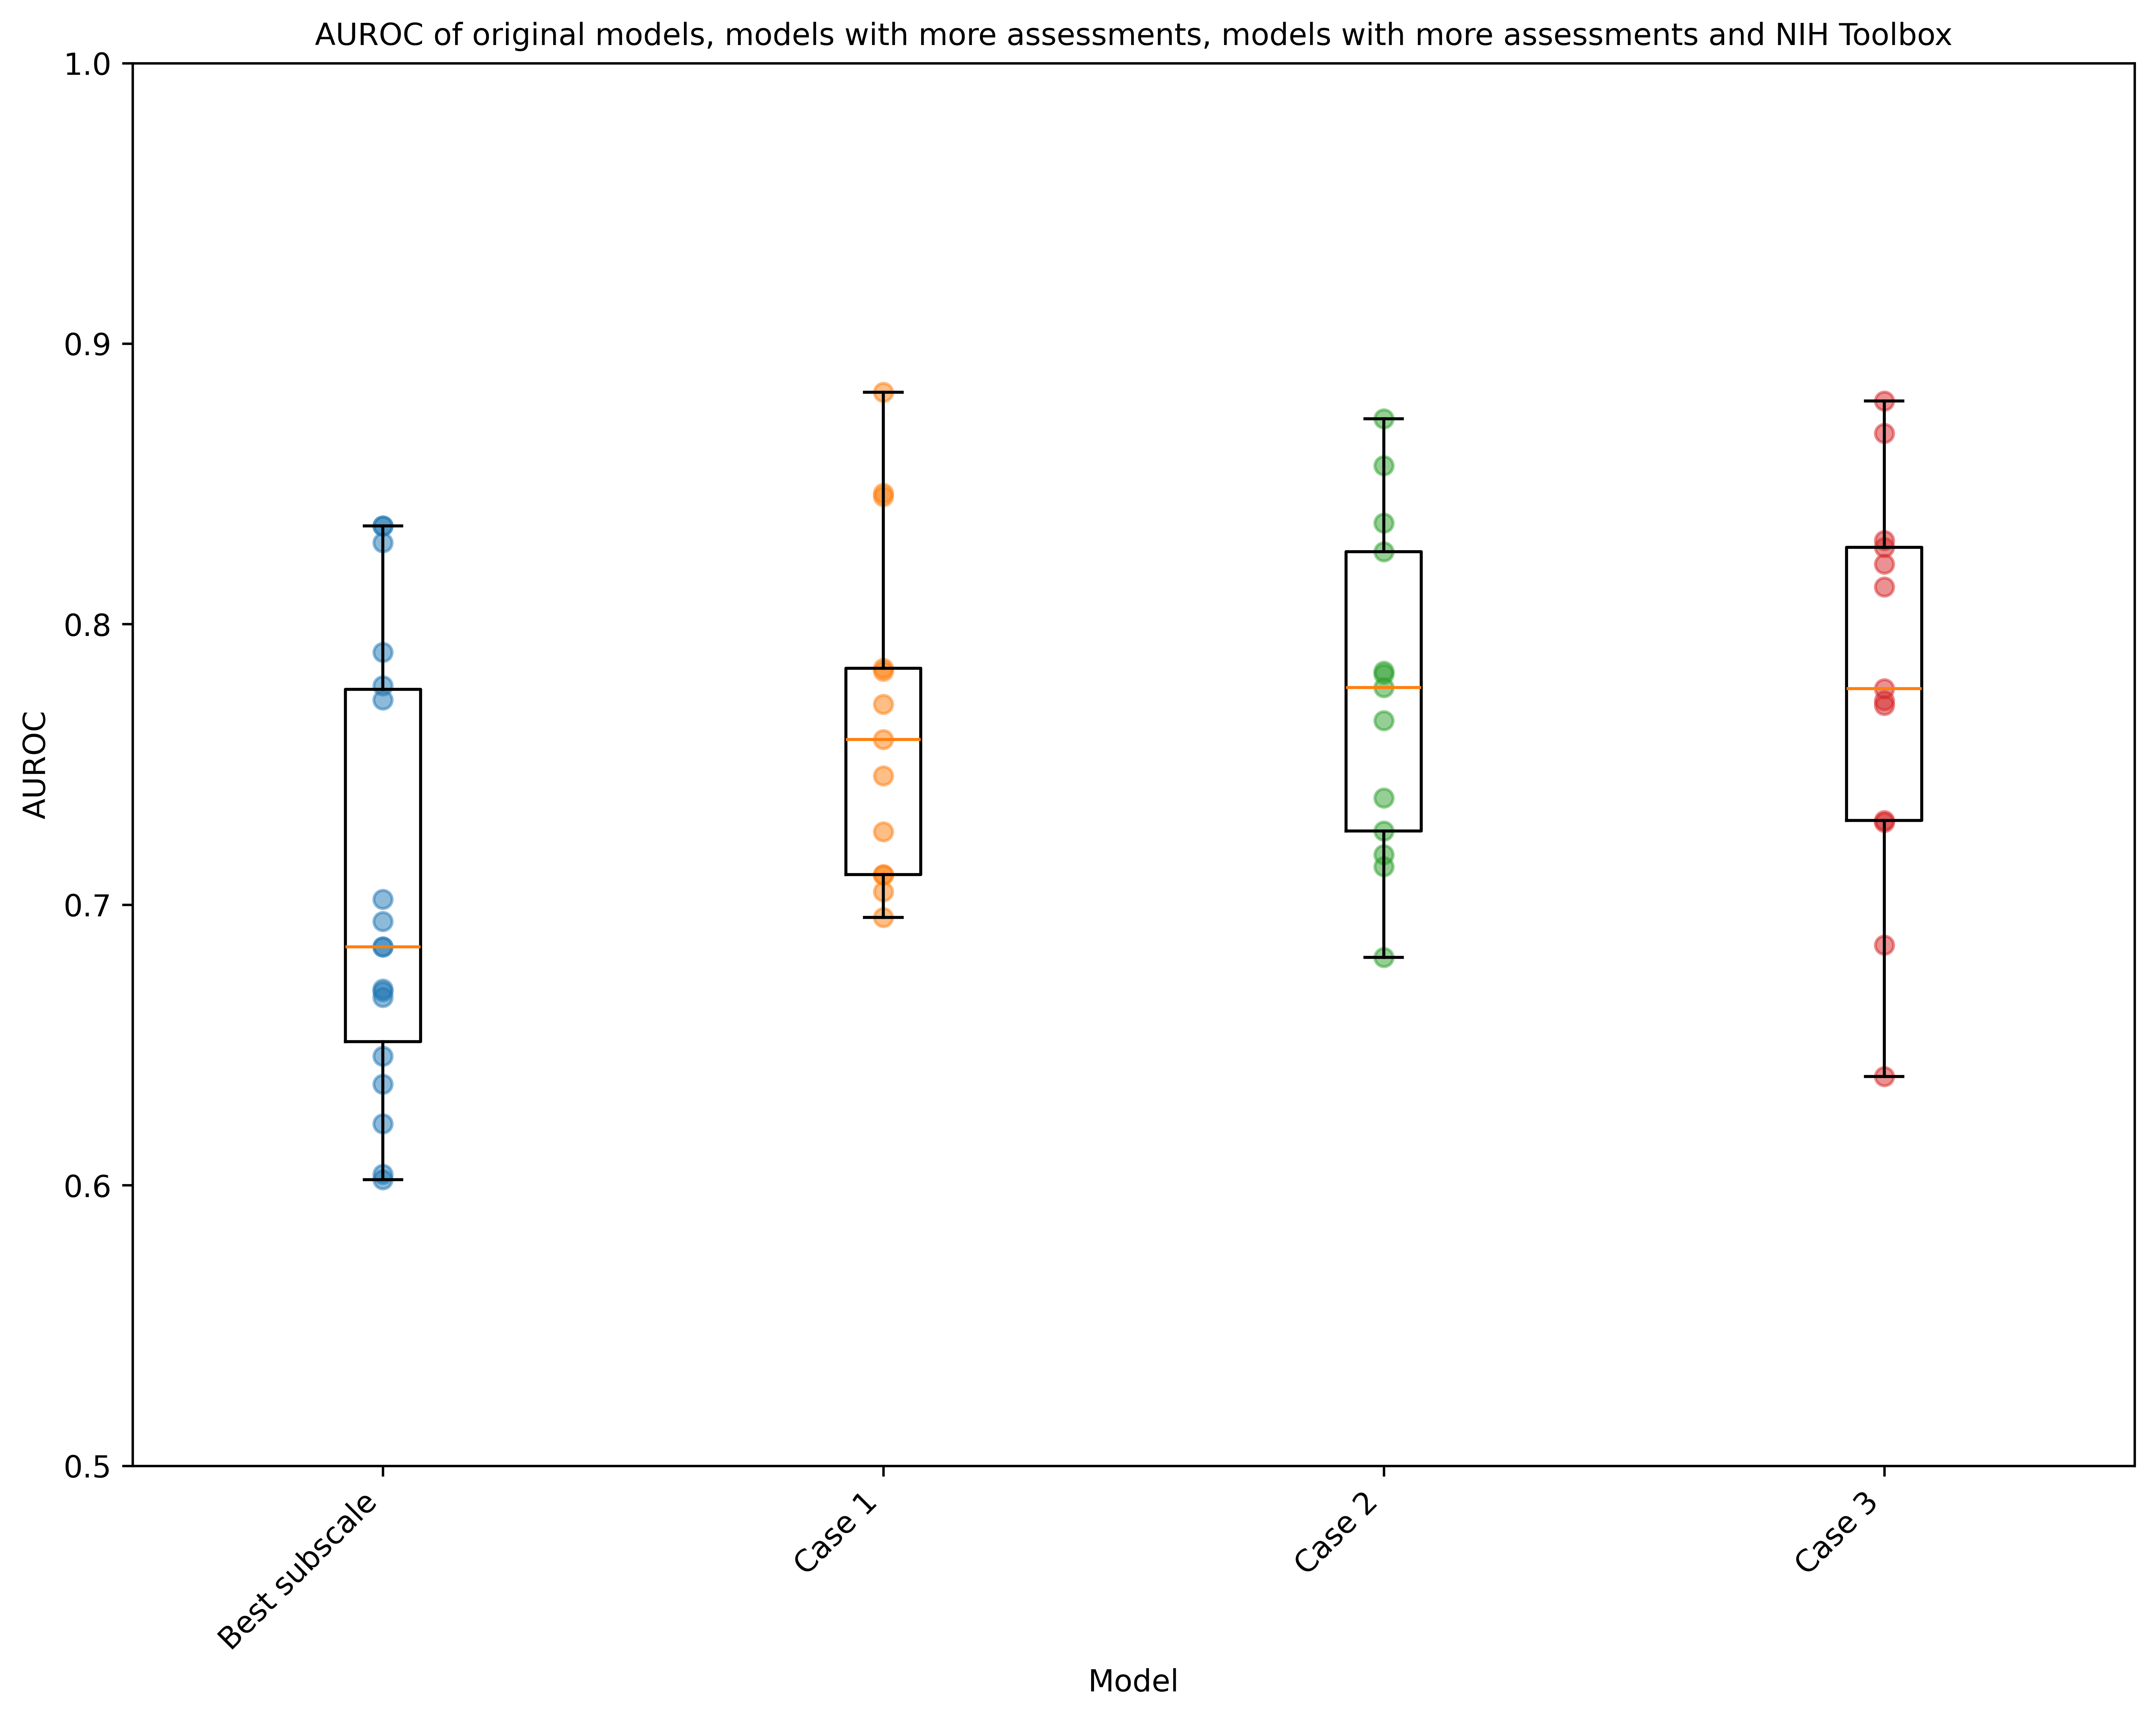 AUROC of original models, models with more assessments, models with more assessments and NIH Toolbox
1.0
0.9
0.8
0.7
0.6
0.5
AUROC
Best subscale
Case 1
Case 2
Case 3
Model